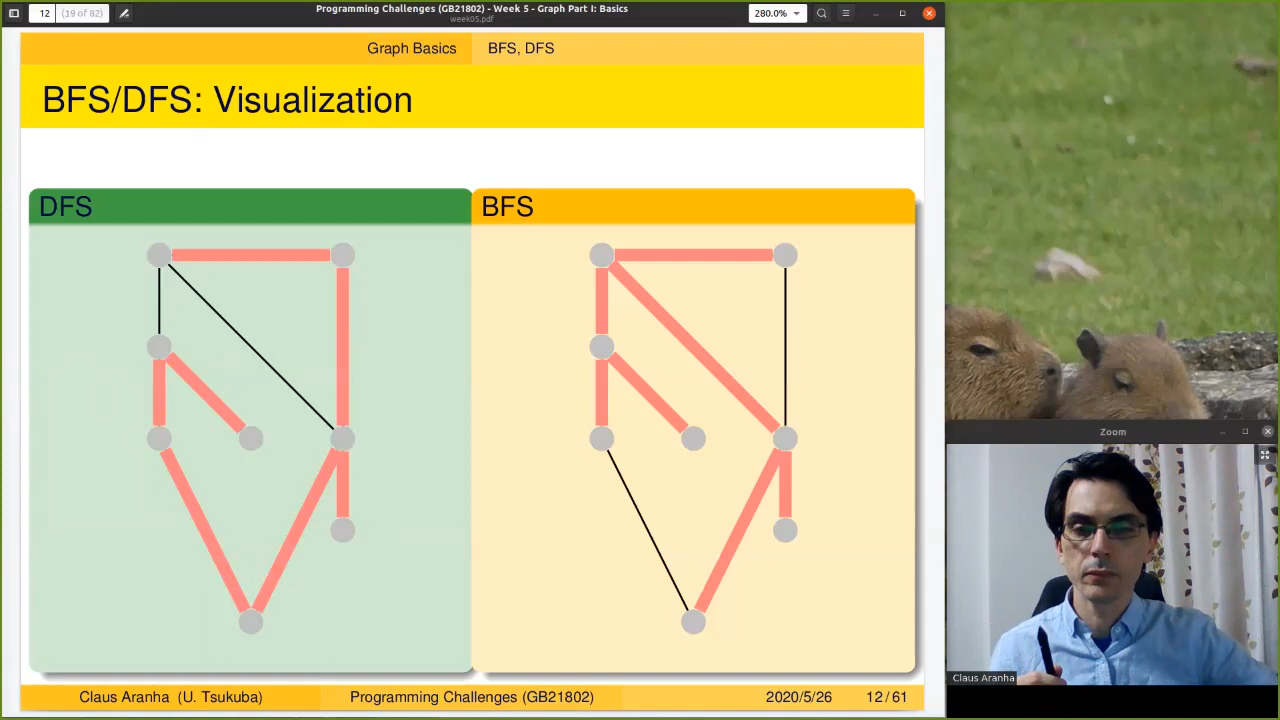 12 (19 of 82)
Programming Challenges (GB21802) - Week 5 - Graph Part I: Basics
week05.pdf
280.0%
Graph Basics BFS, DFS
BFS/DFS: Visualization
DFS
BFS
Zoom
Claus Aranha
Claus Aranha (U. Tsukuba) Programming Challenges (GB21802) 2020/5/26 12 / 61